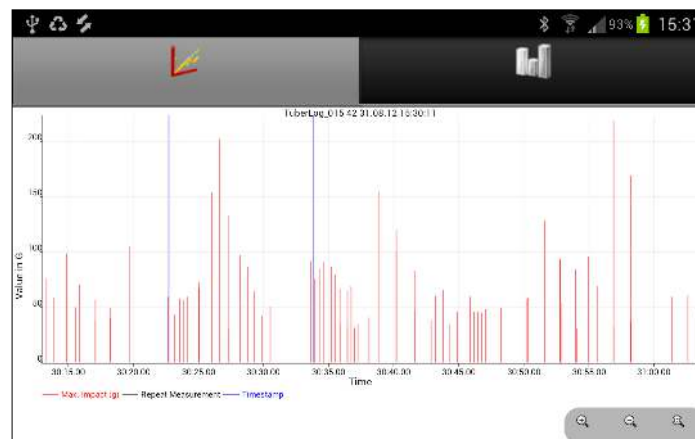 93% 15:31
TuberLog_015 42 31.08.12 15:30:11
200
150
100
50
0
Value in G
30:15.00 30:20.00 30:25.00 30:30.00 30:35.00 30:40.00 30:45.00 30:50.00 30:55.00 31:00.00
Time
Max. Impact (g) Repeat Measurement Timestamp